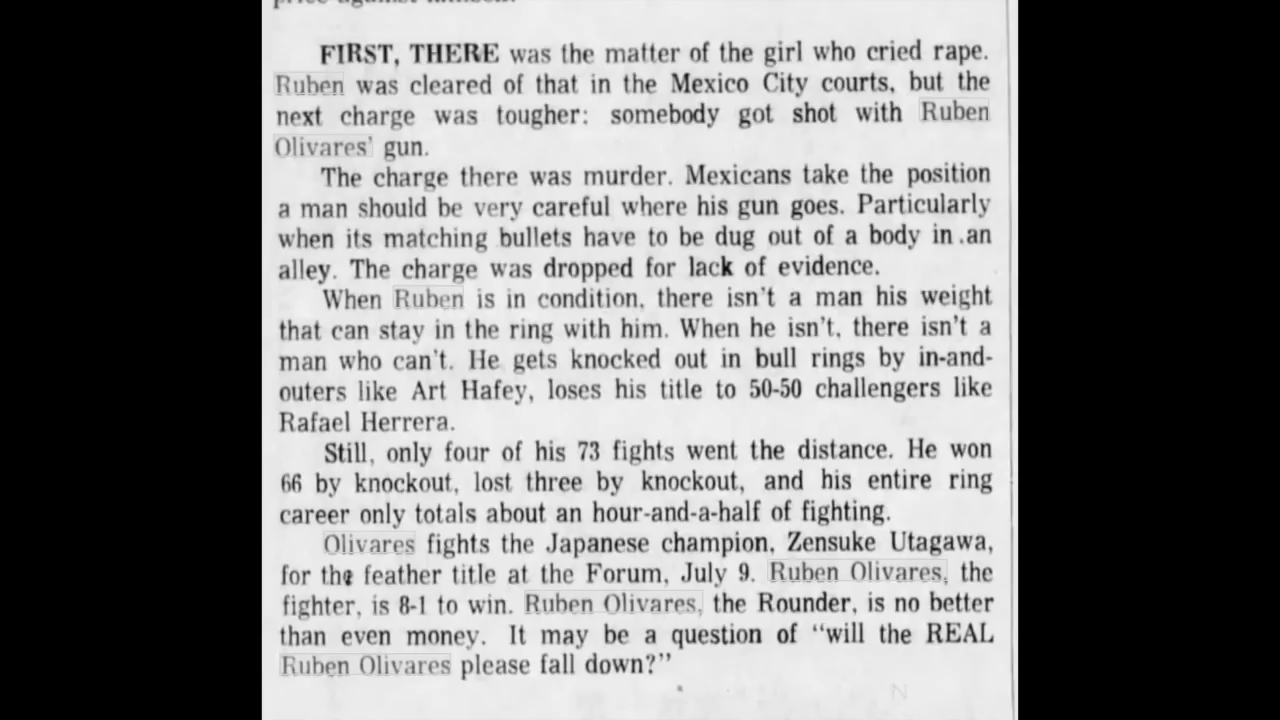 FIRST, THERE was the matter of the girl who cried rape.
Ruben was cleared of that in the Mexico City courts, but the
next charge was tougher: somebody got shot with Ruben
Olivares' gun.
The charge there was murder. Mexicans take the position
a man should be very careful where his gun goes. Particularly
when its matching bullets have to be dug out of a body in an
alley. The charge was dropped for lack of evidence.
When Ruben is in condition, there isn't a man his weight
that can stay in the ring with him. When he isn't, there isn't a
man who can't. He gets knocked out in bull rings by in-and-
outers like Art Hafey, loses his title to 50-50 challengers like
Rafael Herrera.
Still, only four of his 73 fights went the distance. He won
66 by knockout, lost three by knockout, and his entire ring
career only totals about an hour-and-a-half of fighting.
Olivares fights the Japanese champion, Zensuke Utagawa,
for the feather title at the Forum, July 9. Ruben Olivares, the
fighter, is 8-1 to win. Ruben Olivares, the Rounder, is no better
than even money. It may be a question of "will the REAL
Ruben Olivares please fall down?"